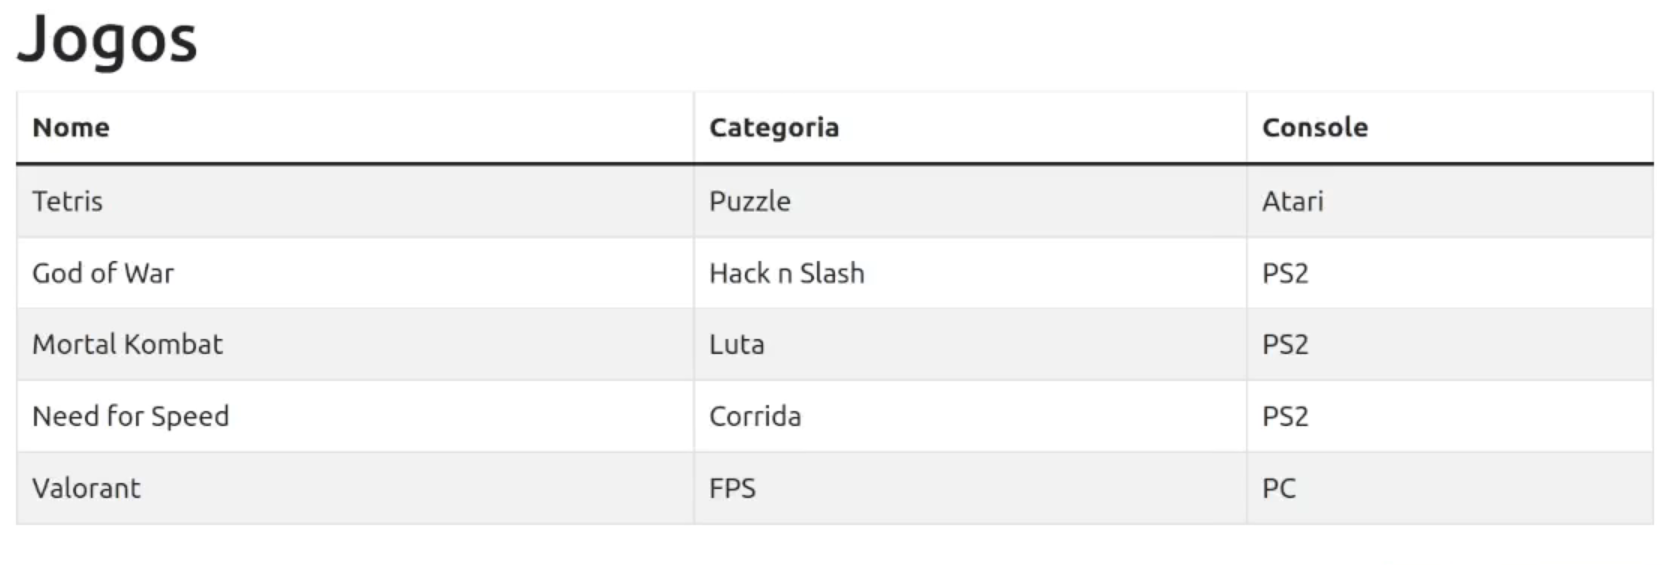 Jogos
Nome Categoria Console
Tetris Puzzle Atari
God of War Hack n Slash PS2
Mortal Kombat Luta PS2
Need for Speed Corrida PS2
Valorant FPS PC